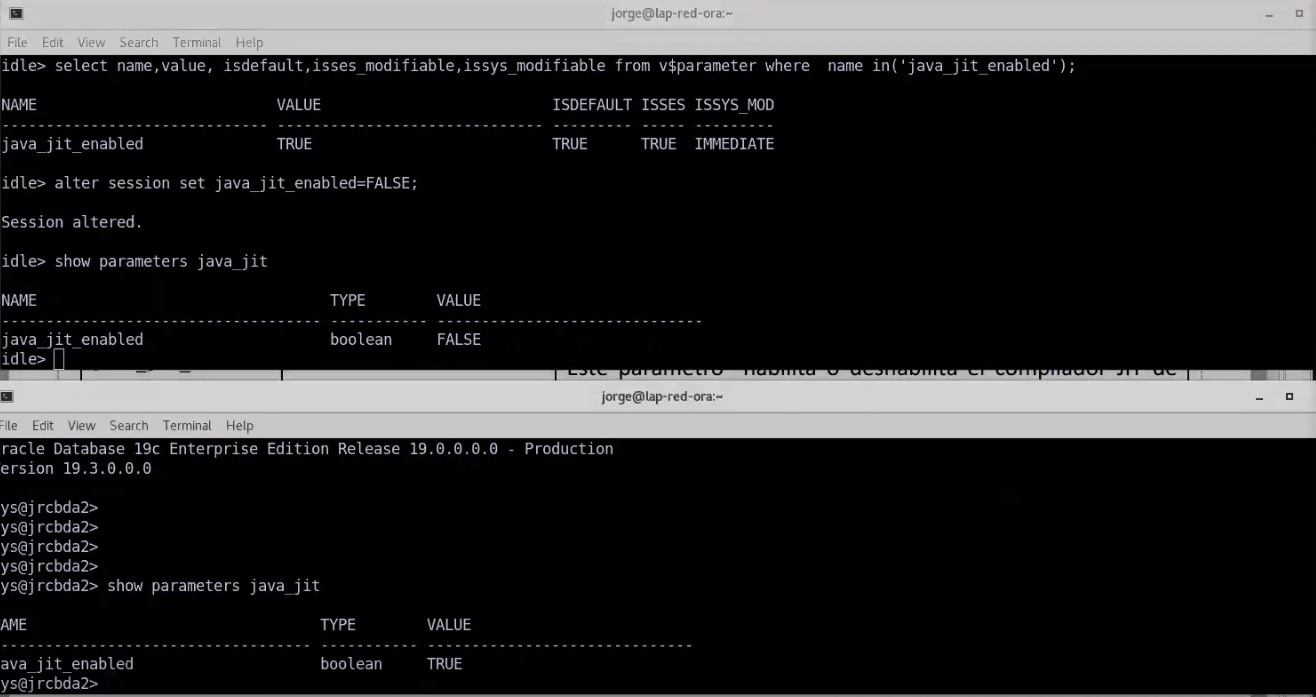 jorge@lap-red-ora:~
File Edit View Search Terminal Help
idle> select name,value, isdefault,isses_modifiable,issys_modifiable from v$parameter where  name in('java_jit_enabled');
NAME                           VALUE                          ISDEFAULT ISSES ISSYS_MOD
------------------------------ ------------------------------ --------- ----- ---------
java_jit_enabled               TRUE                           TRUE      TRUE  IMMEDIATE
idle> alter session set java_jit_enabled=FALSE;
Session altered.
idle> show parameters java_jit
NAME                                 TYPE        VALUE
------------------------------------ ----------- ------------------------------
java_jit_enabled                     boolean     FALSE
idle>
Este parámetro habilita o deshabilita el compilador JIT de
jorge@lap-red-ora:~
File Edit View Search Terminal Help
racle Database 19c Enterprise Edition Release 19.0.0.0.0 - Production
ersion 19.3.0.0.0
ys@jrcbda2>
ys@jrcbda2>
ys@jrcbda2>
ys@jrcbda2>
ys@jrcbda2> show parameters java_jit
AME                                 TYPE        VALUE
----------------------------------- ----------- ------------------------------
ava_jit_enabled                     boolean     TRUE
ys@jrcbda2>